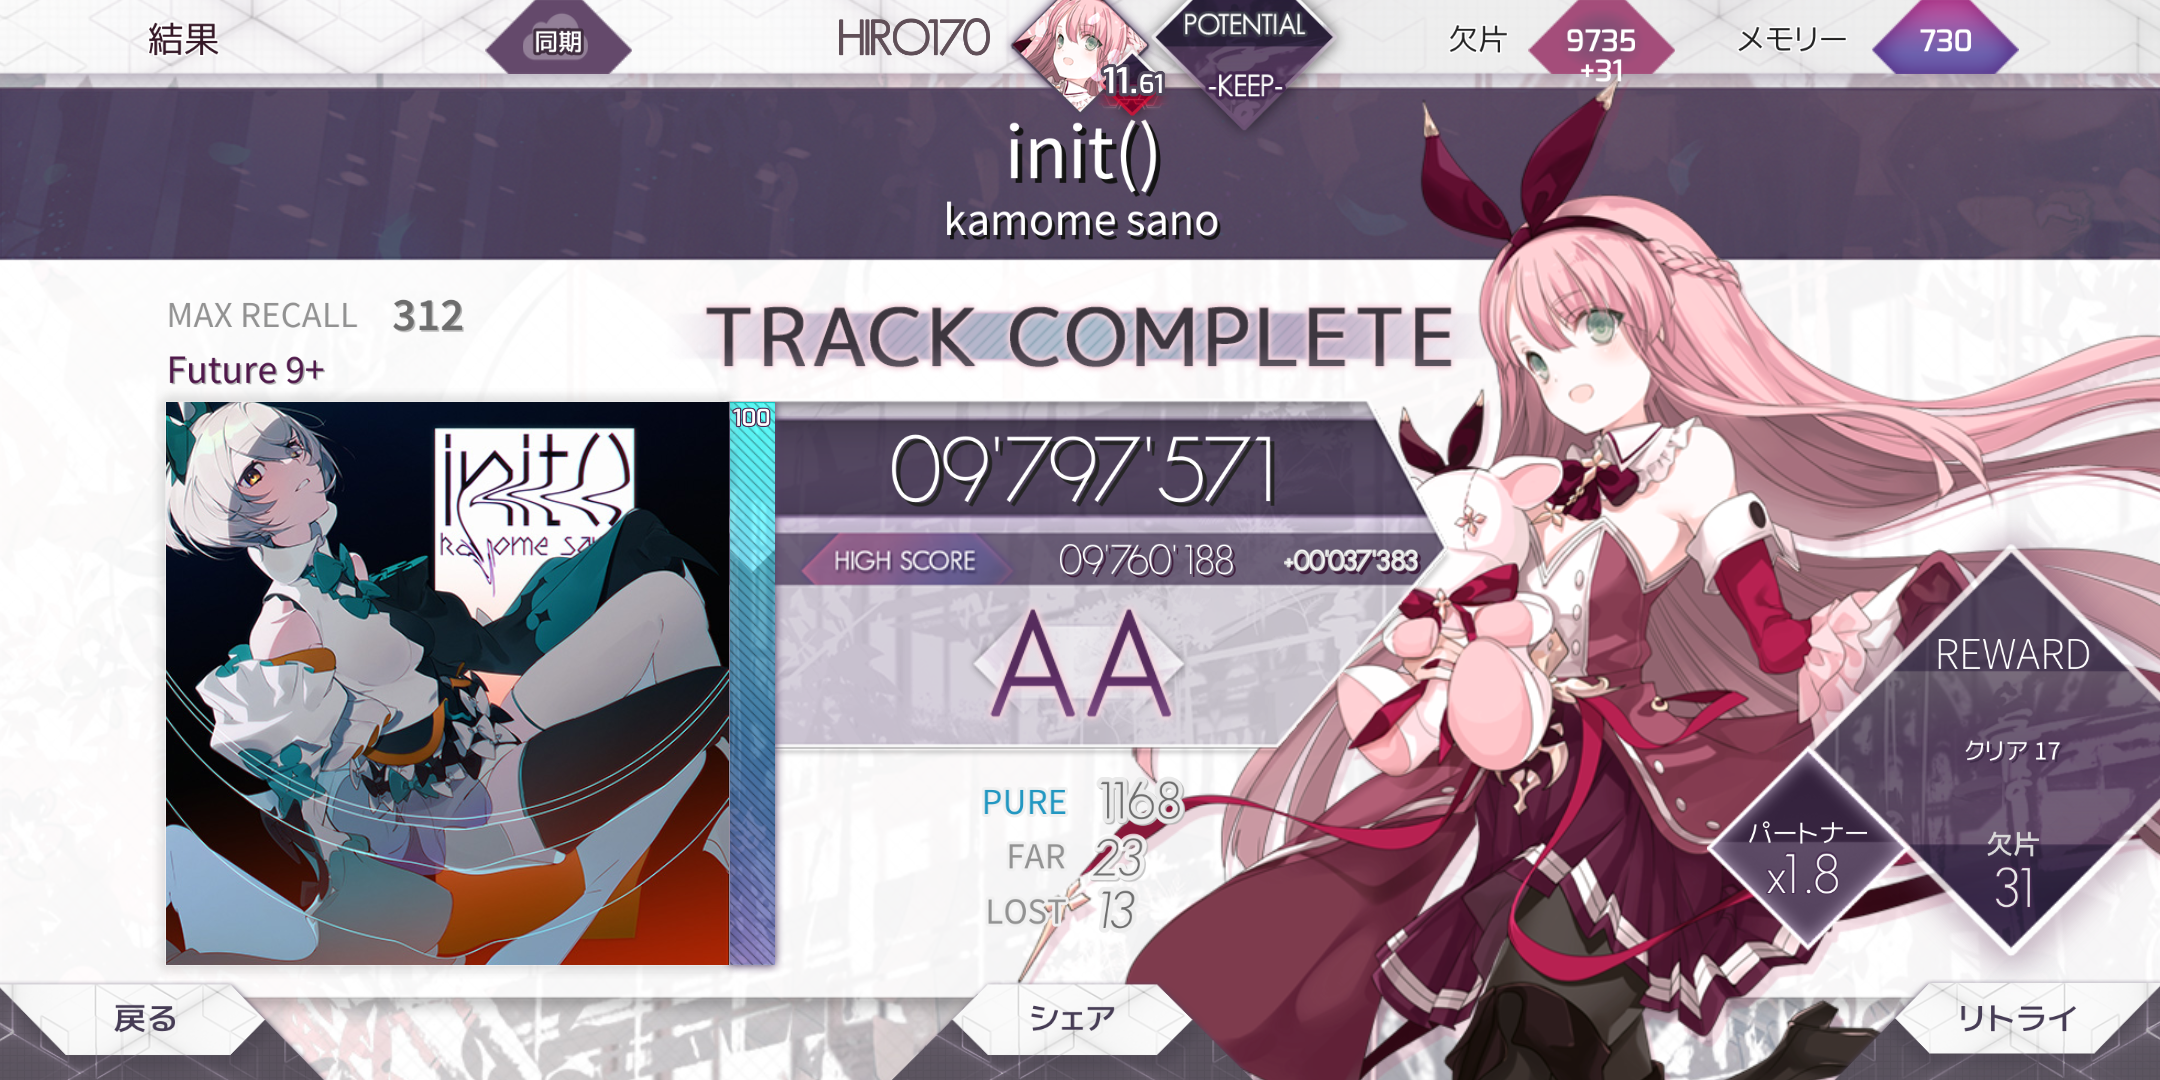 結果
同期
HIRO170
11.61
POTENTIAL
-KEEP-
欠片
9735
+31
メモリー
730
init()
kamome sano
MAX RECALL 312
Future 9+
TRACK COMPLETE
100
init()
09'797'571
HIGH SCORE 09'760'188 +00'037'383
AA
PURE 1168
FAR 23
LOST 13
REWARD
クリア 17
パートナー
x1.8
欠片
31
戻る
シェア
リトライ